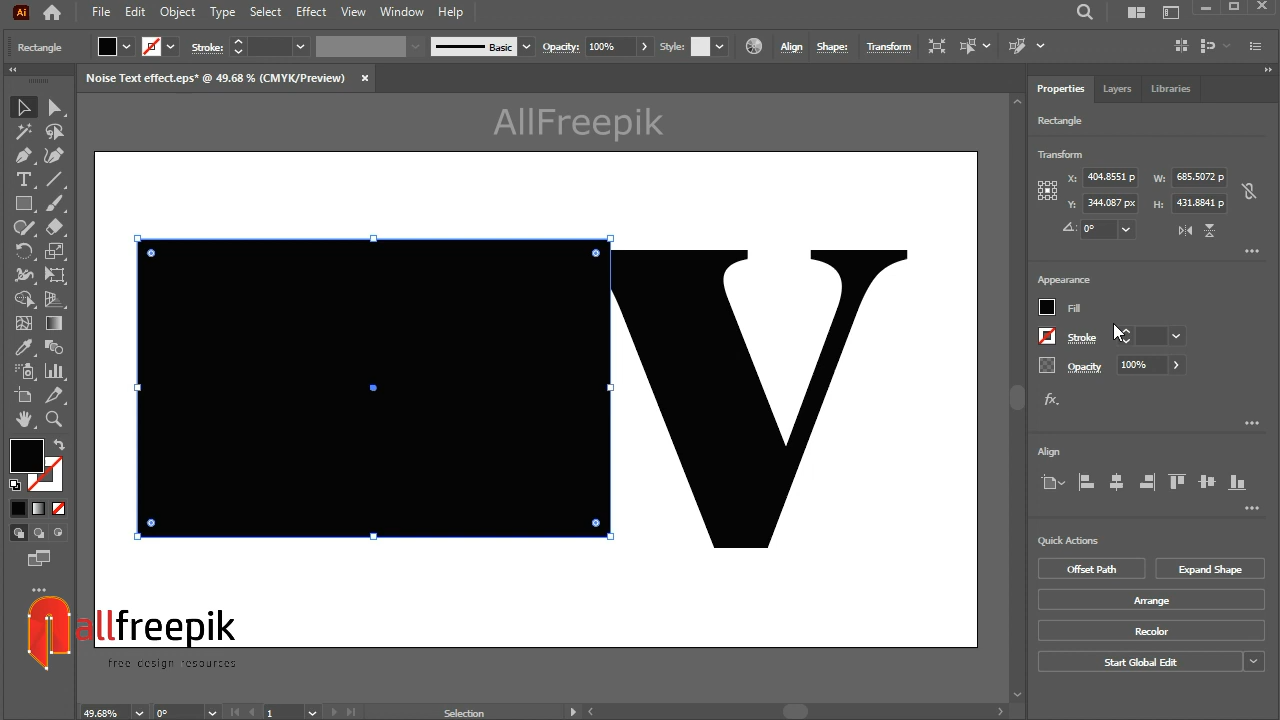 Ai File Edit Object Type Select Effect View Window Help
Rectangle Stroke: Basic Opacity: 100% Style: Align Shape: Transform
Noise Text effect.eps* @ 49.68 % (CMYK/Preview) ×
Properties Layers Libraries
AllFreepik
Rectangle
Transform
X: 404.8551 p W: 685.5072 p
Y: 344.087 px H: 431.8841 p
0°
Appearance
Fill
Stroke
Opacity 100%
fx.
Align
Quick Actions
Offset Path Expand Shape
Arrange
Recolor
Start Global Edit
V
allfreepik
free design resources
49.68% 0° 1 Selection